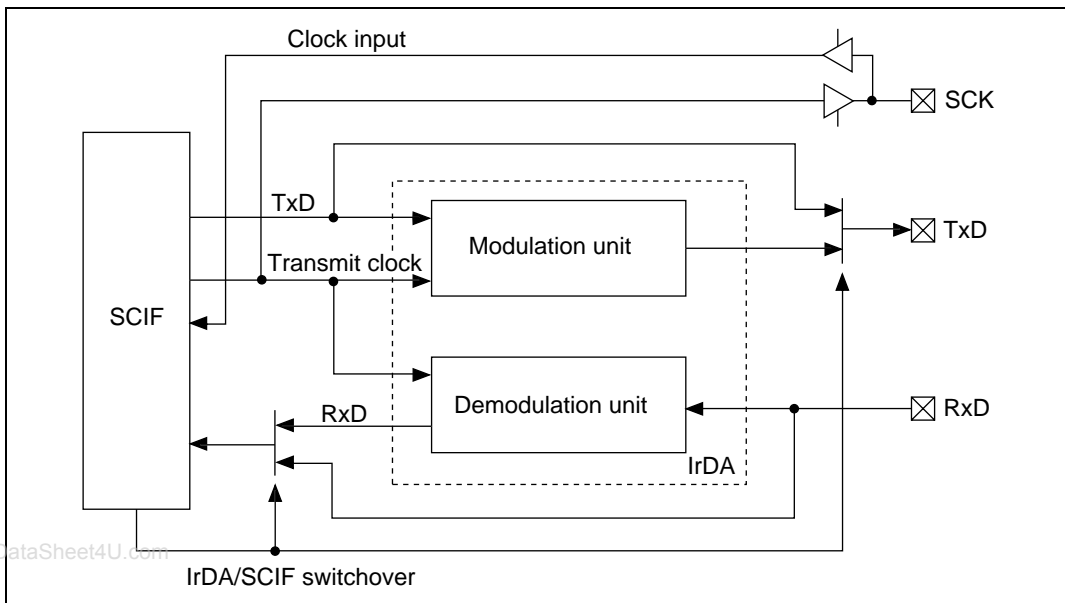 Clock input
SCK
TxD
Modulation unit
TxD
Transmit clock
SCIF
Demodulation unit
RxD
RxD
IrDA
DataSheet4U.com
IrDA/SCIF switchover